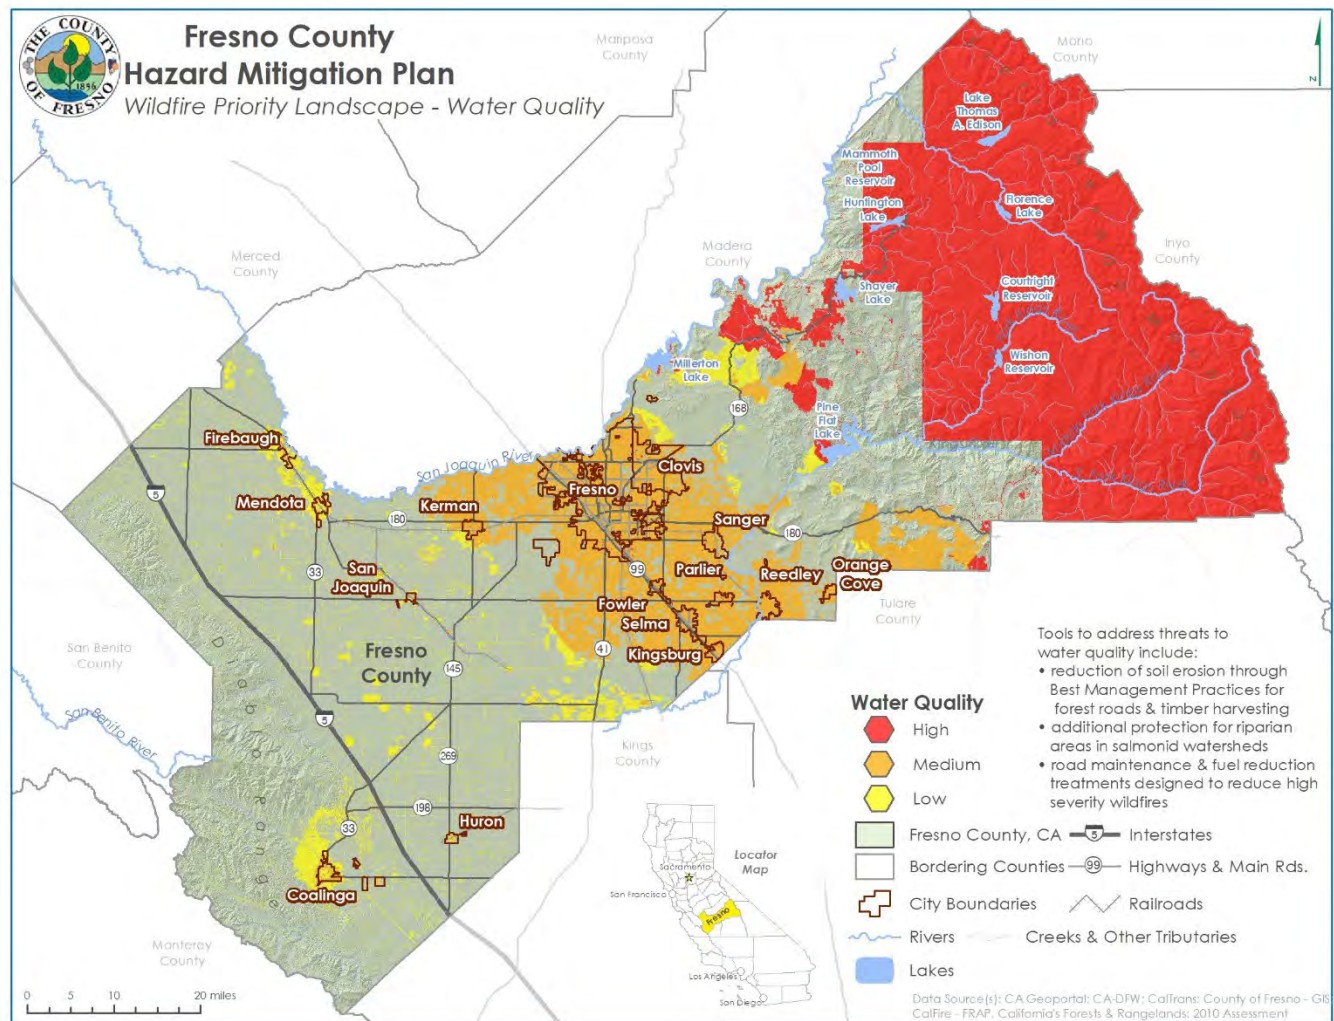 THE COUNTY
OF FRESNO
1856
Fresno County
Hazard Mitigation Plan
Wildfire Priority Landscape - Water Quality
Mariposa
County
Mono
County
N
Lake
Thomas
A. Edison
Mammoth
Pool
Reservoir
Huntington
Lake
Florence
Lake
Inyo
County
Merced
County
Madera
County
Shaver
Lake
Courtright
Reservoir
Wishon
Reservoir
Millerton
Lake
168
Pine
Flat
Lake
Firebaugh
San Joaquin River
Clovis
5
Fresno
Mendota
Kerman
180
Sanger
180
33
San
Joaquin
99
Parlier
Reedley
Orange
Cove
Fowler
Tulare
County
Selma
San Benito
County
Fresno
County
41
Kingsburg
145
Diablo Range
San Benito
River
5
Kings
County
269
198
33
Huron
Coalinga
Monterey
County
0 5 10 20 miles
Tools to address threats to
water quality include:
• reduction of soil erosion through
Best Management Practices for
forest roads & timber harvesting
• additional protection for riparian
areas in salmonid watersheds
• road maintenance & fuel reduction
treatments designed to reduce high
severity wildfires
Water Quality
High
Medium
Low
Fresno County, CA
5 Interstates
Bordering Counties
99 Highways & Main Rds.
City Boundaries
Railroads
Rivers
Creeks & Other Tributaries
Lakes
Locator
Map
Sacramento
San Francisco
Fresno
Los Angeles
San Diego
Data Source(s): CA Geoportal; CA-DFW; CalTrans; County of Fresno - GIS
CalFire - FRAP. California's Forests & Rangelands: 2010 Assessment